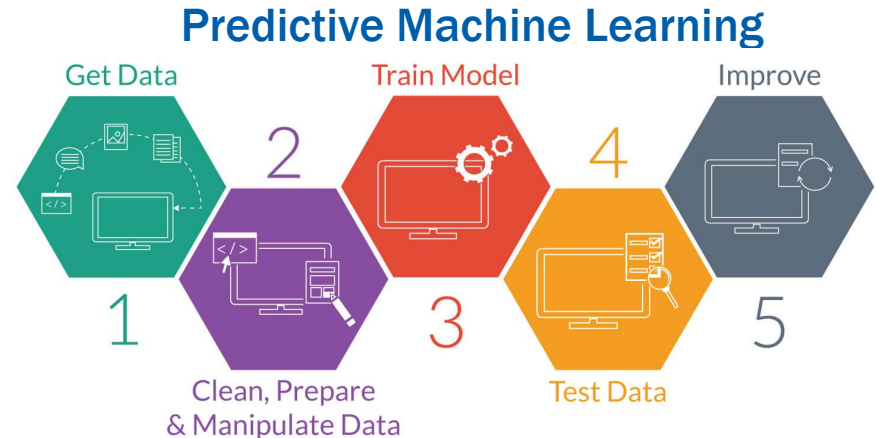 Predictive Machine Learning
Get Data
Train Model
Improve
2
4
</>
</>
1
3
5
Clean, Prepare
& Manipulate Data
Test Data